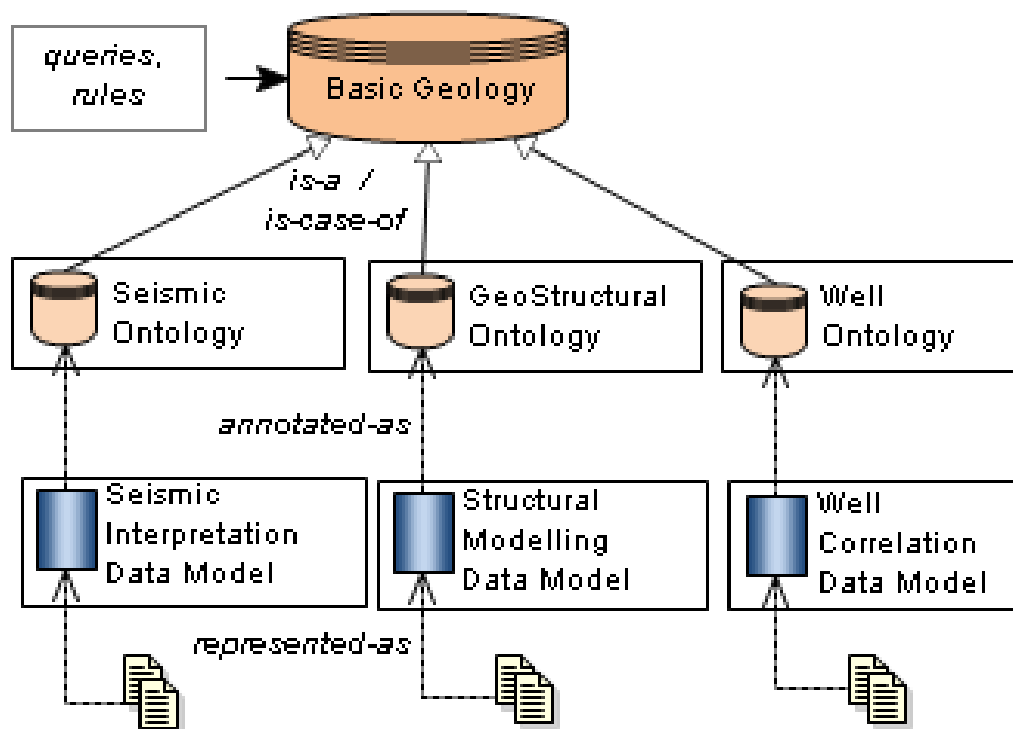 queries,
rules
Basic Geology
is-a /
is-case-of
Seismic
Ontology
GeoStructural
Ontology
Well
Ontology
annotated-as
Seismic
Interpretation
Data Model
Structural
Modelling
Data Model
Well
Correlation
Data Model
represented-as